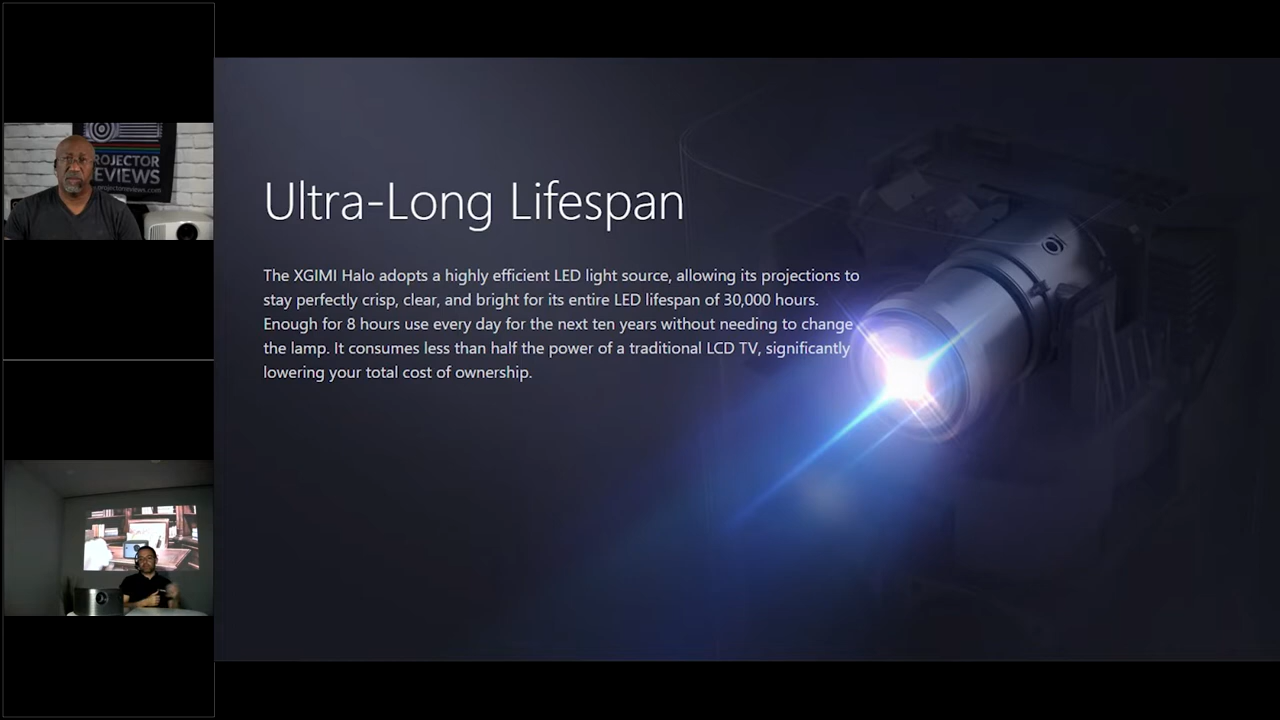 PROJECTOR
REVIEWS
www.projectorreviews.com
Ultra-Long Lifespan
The XGIMI Halo adopts a highly efficient LED light source, allowing its projections to
stay perfectly crisp, clear, and bright for its entire LED lifespan of 30,000 hours.
Enough for 8 hours use every day for the next ten years without needing to change
the lamp. It consumes less than half the power of a traditional LCD TV, significantly
lowering your total cost of ownership.